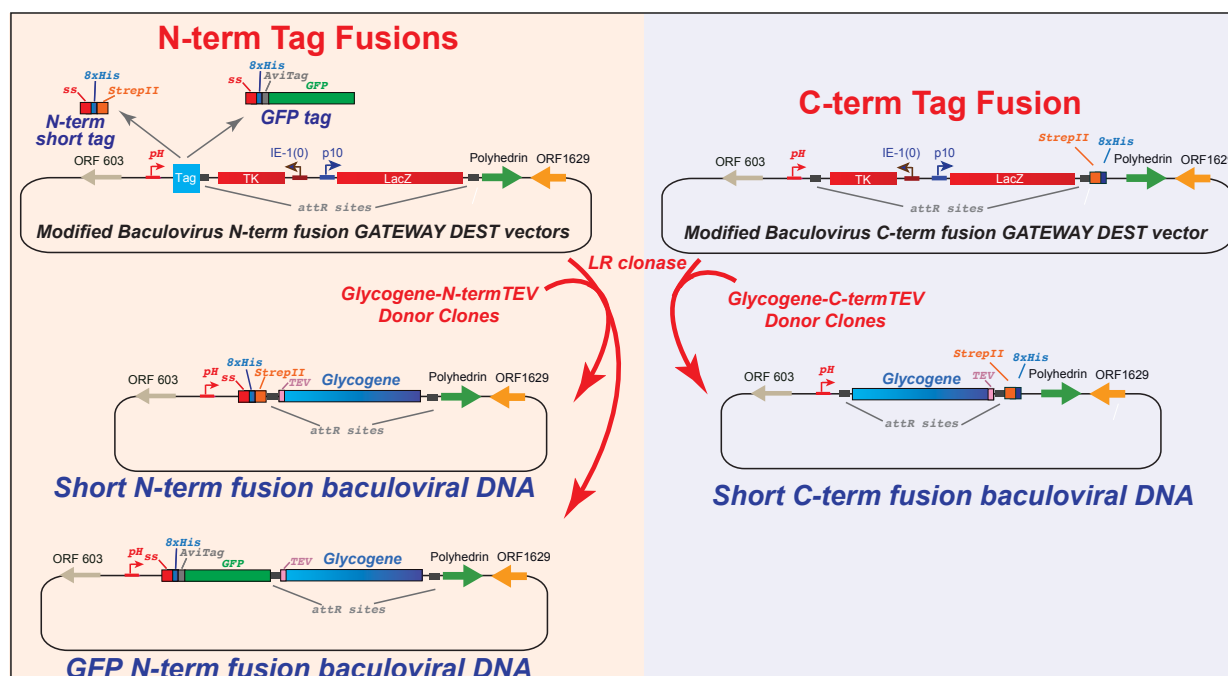 N-term Tag Fusions
8xHis
ss
StrepII
N-term
short tag
8xHis
ss
AviTag
GFP
GFP tag
ORF 603
pH
Tag
TK
IE-1(0)
p10
LacZ
Polyhedrin
ORF1629
attR sites
Modified Baculovirus N-term fusion GATEWAY DEST vectors
C-term Tag Fusion
ORF 603
pH
TK
IE-1(0)
p10
LacZ
StrepII
8xHis
Polyhedrin
ORF1629
attR sites
Modified Baculovirus C-term fusion GATEWAY DEST vector
LR clonase
Glycogene-N-termTEV
Donor Clones
Glycogene-C-termTEV
Donor Clones
ORF 603
pH
ss
8xHis
StrepII
TEV
Glycogene
Polyhedrin
ORF1629
attR sites
Short N-term fusion baculoviral DNA
ORF 603
pH
Glycogene
TEV
StrepII
8xHis
Polyhedrin
ORF1629
attR sites
Short C-term fusion baculoviral DNA
ORF 603
pH
ss
8xHis
AviTag
GFP
TEV
Glycogene
Polyhedrin
ORF1629
attR sites
GFP N-term fusion baculoviral DNA